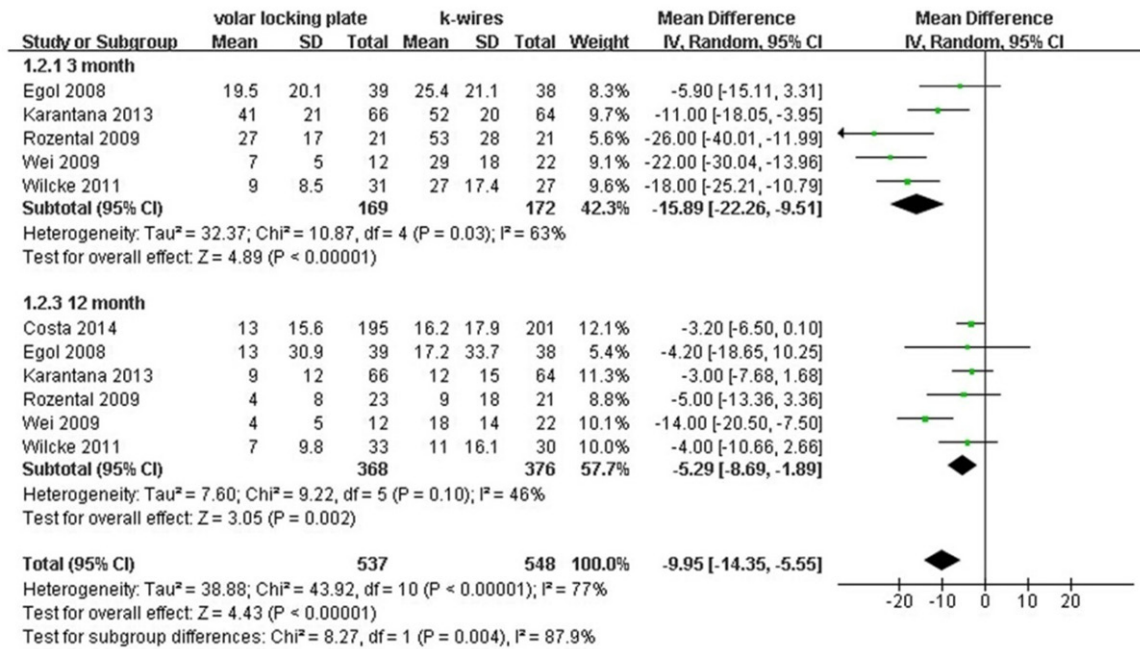 volar locking plate k-wires Mean Difference Mean Difference
Study or Subgroup Mean SD Total Mean SD Total Weight IV, Random, 95% CI IV, Random, 95% CI
1.2.1 3 month
Egol 2008 19.5 20.1 39 25.4 21.1 38 8.3% -5.90 [-15.11, 3.31]
Karantana 2013 41 21 66 52 20 64 9.7% -11.00 [-18.05, -3.95]
Rozental 2009 27 17 21 53 28 21 5.6% -26.00 [-40.01, -11.99]
Wei 2009 7 5 12 29 18 22 9.1% -22.00 [-30.04, -13.96]
Wilcke 2011 9 8.5 31 27 17.4 27 9.6% -18.00 [-25.21, -10.79]
Subtotal (95% CI) 169 172 42.3% -15.89 [-22.26, -9.51]
Heterogeneity: Tau² = 32.37; Chi² = 10.87, df = 4 (P = 0.03); I² = 63%
Test for overall effect: Z = 4.89 (P < 0.00001)
1.2.3 12 month
Costa 2014 13 15.6 195 16.2 17.9 201 12.1% -3.20 [-6.50, 0.10]
Egol 2008 13 30.9 39 17.2 33.7 38 5.4% -4.20 [-18.65, 10.25]
Karantana 2013 9 12 66 12 15 64 11.3% -3.00 [-7.68, 1.68]
Rozental 2009 4 8 23 9 18 21 8.8% -5.00 [-13.36, 3.36]
Wei 2009 4 5 12 18 14 22 10.1% -14.00 [-20.50, -7.50]
Wilcke 2011 7 9.8 33 11 16.1 30 10.0% -4.00 [-10.66, 2.66]
Subtotal (95% CI) 368 376 57.7% -5.29 [-8.69, -1.89]
Heterogeneity: Tau² = 7.60; Chi² = 9.22, df = 5 (P = 0.10); I² = 46%
Test for overall effect: Z = 3.05 (P = 0.002)
Total (95% CI) 537 548 100.0% -9.95 [-14.35, -5.55]
Heterogeneity: Tau² = 38.88; Chi² = 43.92, df = 10 (P < 0.00001); I² = 77%
Test for overall effect: Z = 4.43 (P < 0.00001)
Test for subgroup differences: Chi² = 8.27, df = 1 (P = 0.004), I² = 87.9%
-20 -10 0 10 20